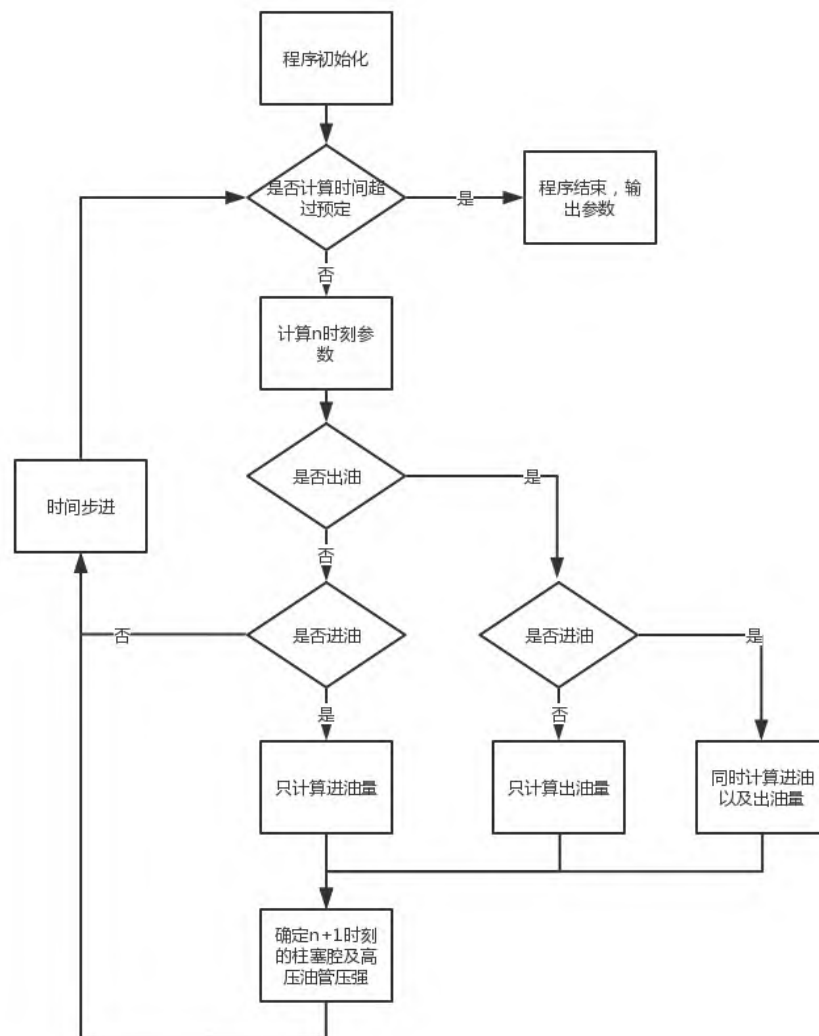 程序初始化
是否计算时间超
过预定
是
程序结束，输
出参数
否
计算n时刻参
数
时间步进
是否出油
是
否
否
是否进油
是否进油
是
是
否
只计算进油量
只计算出油量
同时计算进油
以及出油量
确定n+1时刻
的柱塞腔及高
压油管压强